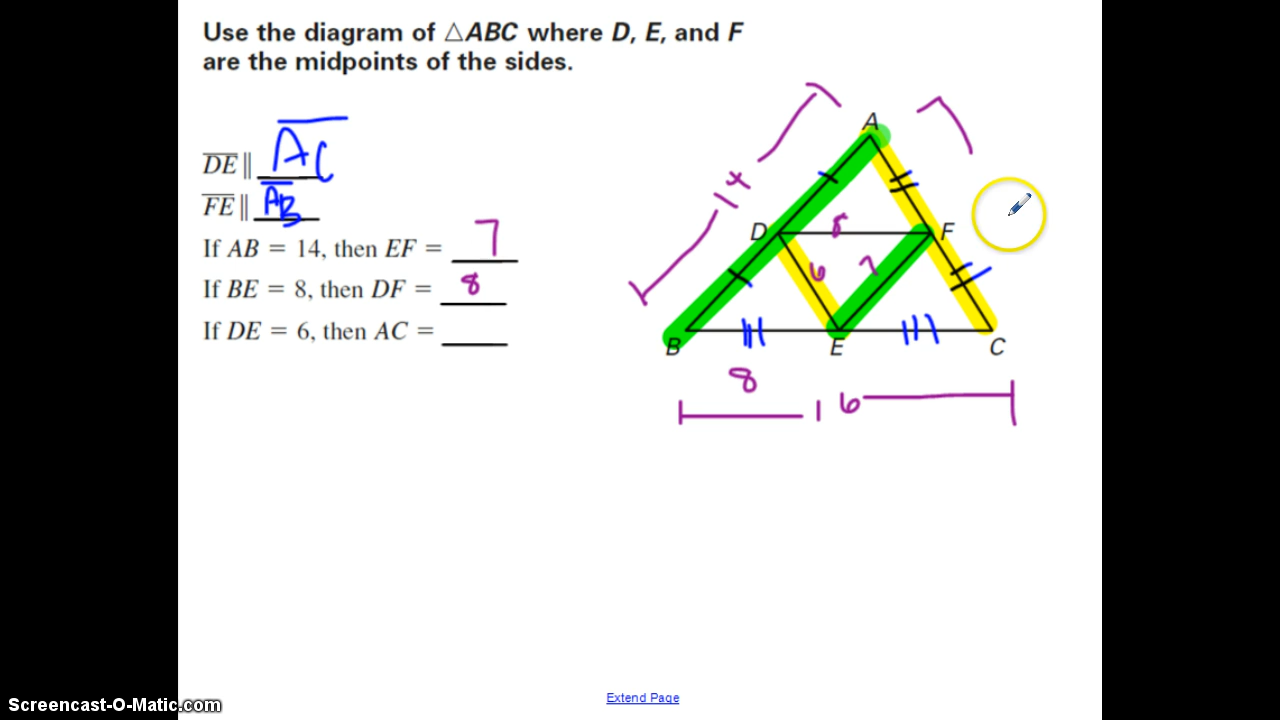 Use the diagram of △ABC where D, E, and F
are the midpoints of the sides.
DE || AC
FE || AB
If AB = 14, then EF = 7
If BE = 8, then DF = 8
If DE = 6, then AC = ___
A
14
D
8
F
6
7
B
E
C
8
16
Extend Page
Screencast-O-Matic.com